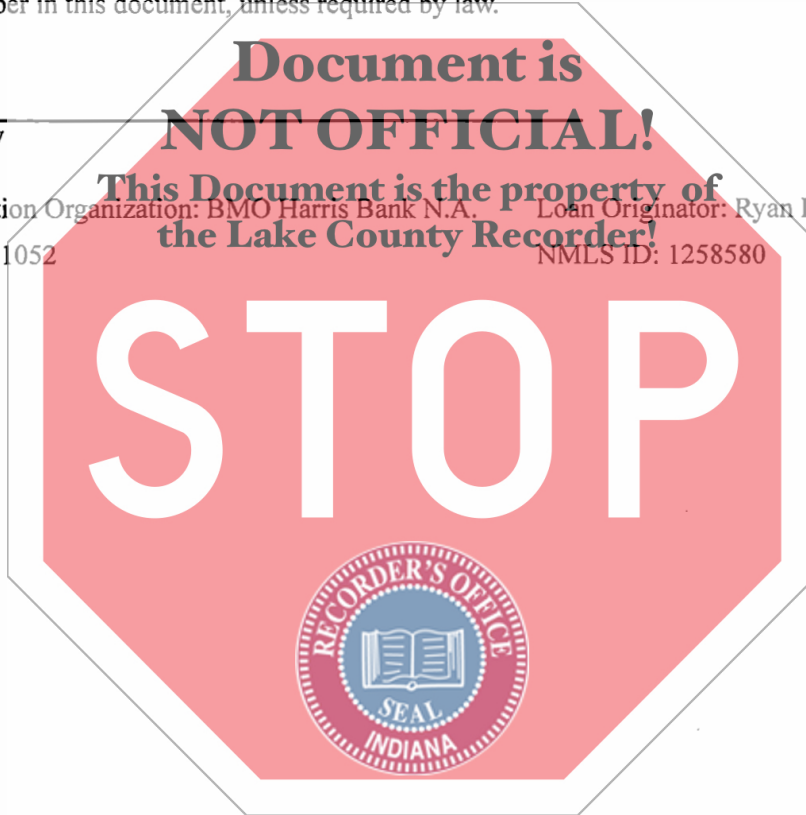 per in this document, unless required by law.
Document is
NOT OFFICIAL!
This Document is the property of
the Lake County Recorder!
tion Organization: BMO Harris Bank N.A. Loan Originator: Ryan
1052 NMLS ID: 1258580
STOP
RECORDER'S OFFICE
SEAL
INDIANA